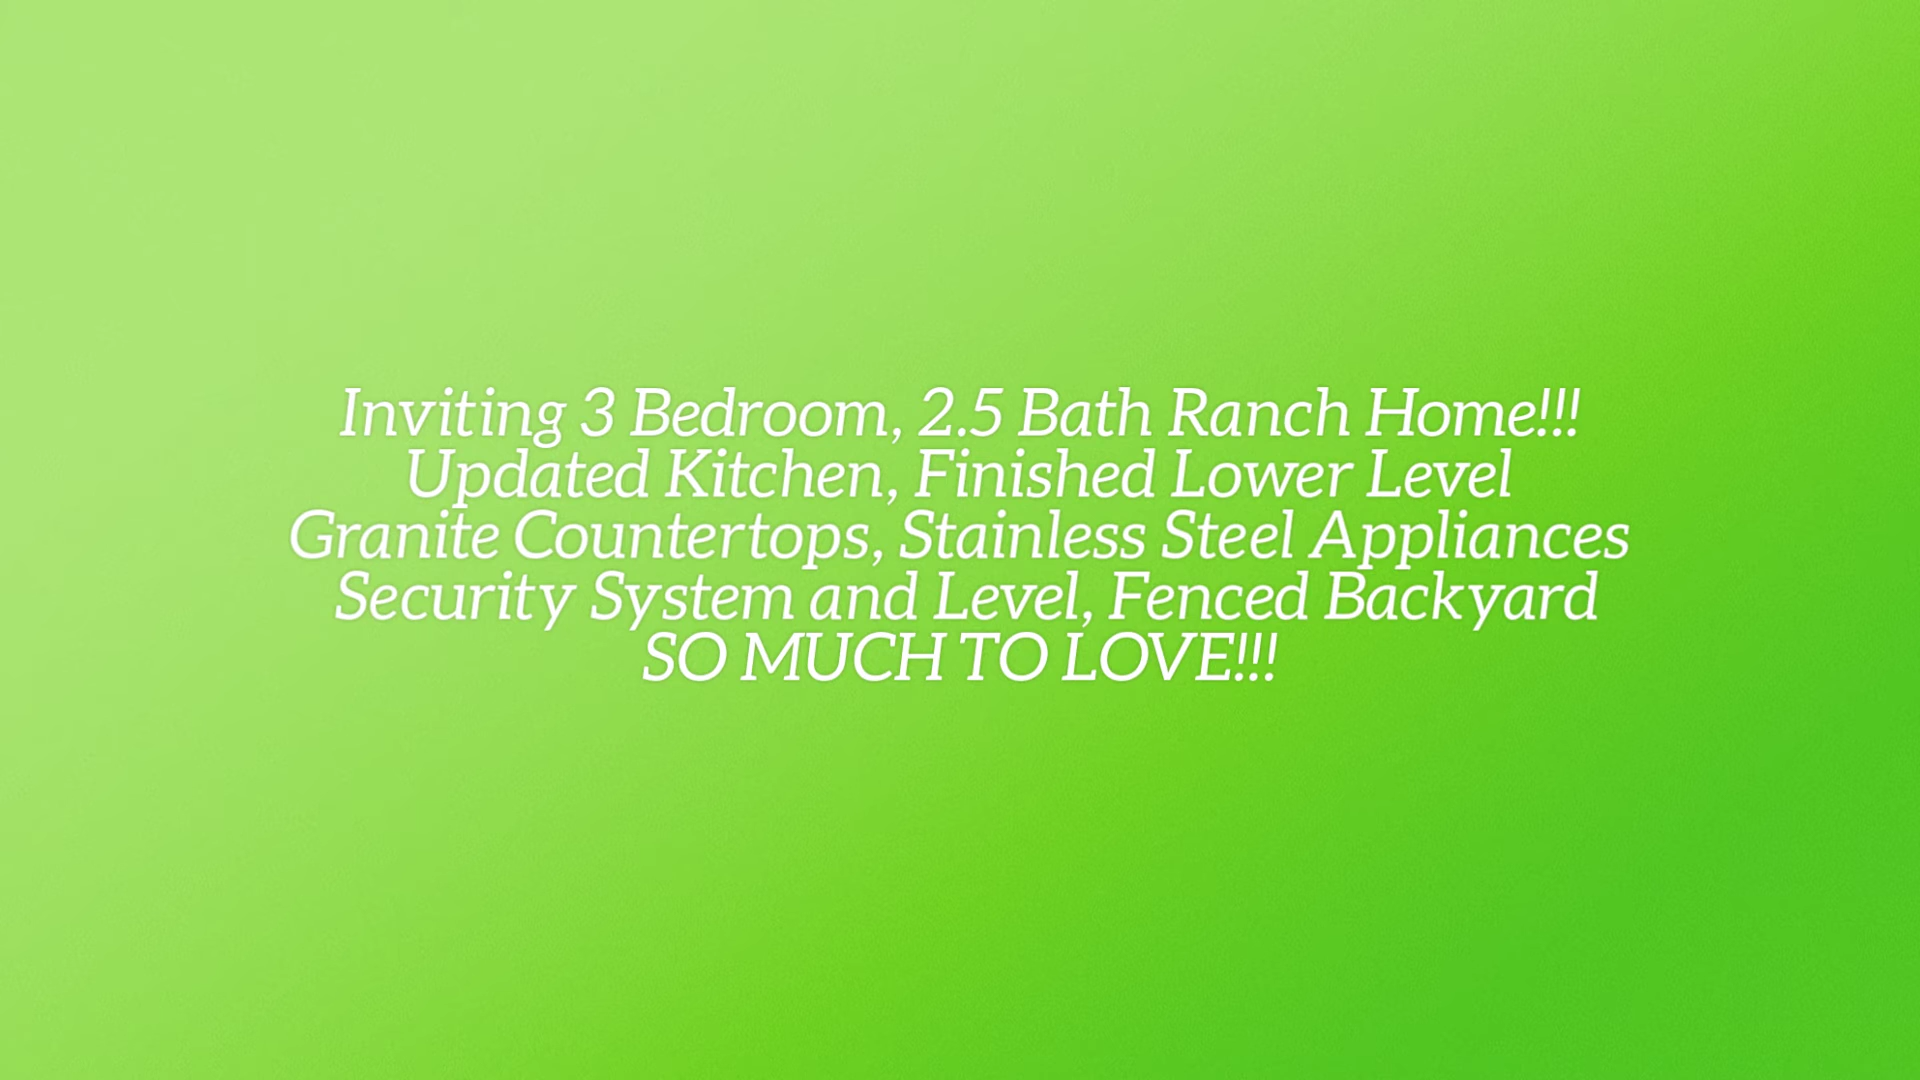 Inviting 3 Bedroom, 2.5 Bath Ranch Home!!!
Updated Kitchen, Finished Lower Level
Granite Countertops, Stainless Steel Appliances
Security System and Level, Fenced Backyard
SO MUCH TO LOVE!!!